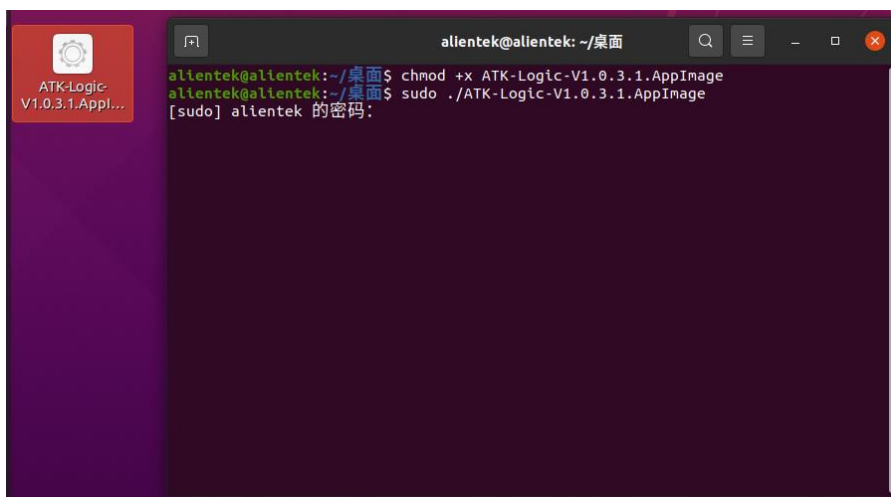 ATK-Logic-
V1.0.3.1.AppI...
alientek@alientek: ~/桌面
alientek@alientek:~/桌面$ chmod +x ATK-Logic-V1.0.3.1.AppImage
alientek@alientek:~/桌面$ sudo ./ATK-Logic-V1.0.3.1.AppImage
[sudo] alientek 的密码：